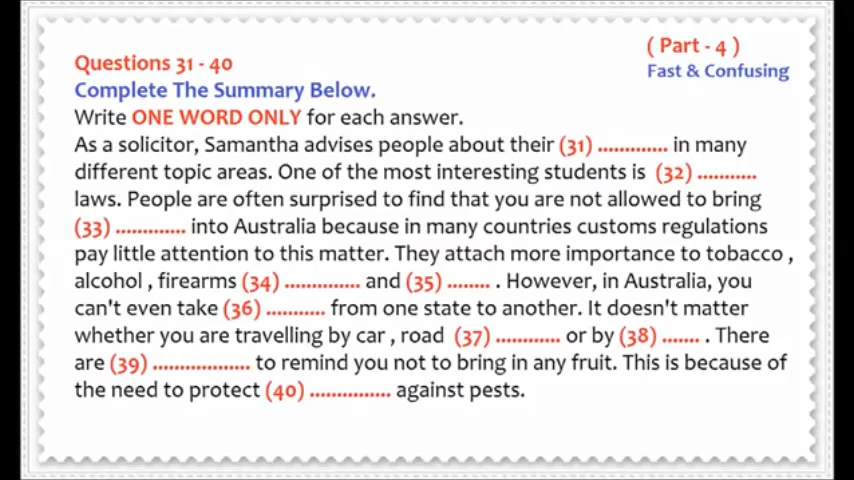 ( Part - 4 )
Questions 31 - 40
Fast & Confusing
Complete The Summary Below.
Write ONE WORD ONLY for each answer.
As a solicitor, Samantha advises people about their (31) ............. in many
different topic areas. One of the most interesting students is (32) ...........
laws. People are often surprised to find that you are not allowed to bring
(33) ............. into Australia because in many countries customs regulations
pay little attention to this matter. They attach more importance to tobacco ,
alcohol , firearms (34) .............. and (35) ........ . However, in Australia, you
can't even take (36) ........... from one state to another. It doesn't matter
whether you are travelling by car , road (37) ............ or by (38) ....... . There
are (39) .................. to remind you not to bring in any fruit. This is because of
the need to protect (40) ............... against pests.